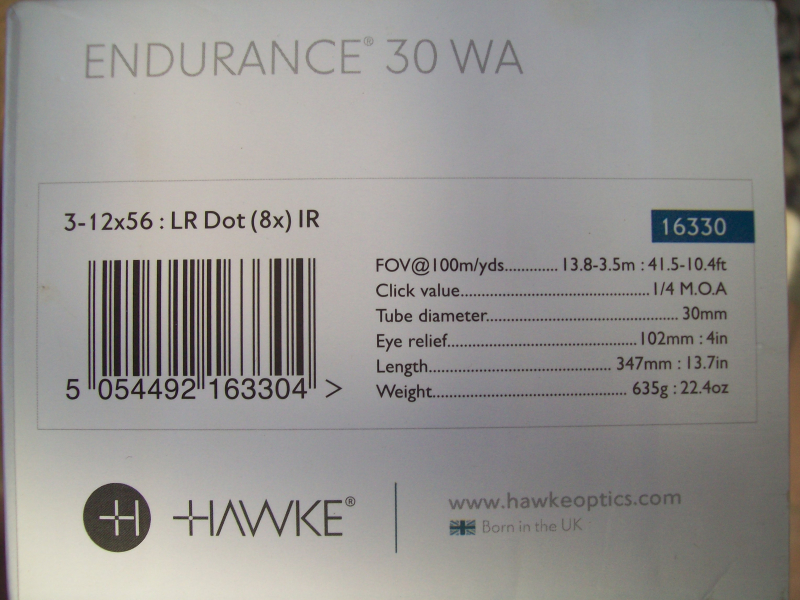 ENDURANCE® 30 WA
3-12x56 : LR Dot (8x) IR
16330
FOV@100m/yds............. 13.8-3.5m : 41.5-10.4ft
Click value.............................................1/4 M.O.A
Tube diameter............................................. 30mm
Eye relief.............................................102mm : 4in
Length.......................................... 347mm : 13.7in
Weight.............................................. 635g : 22.4oz
5 054492 163304 >
HAWKE®
www.hawkeoptics.com
Born in the UK